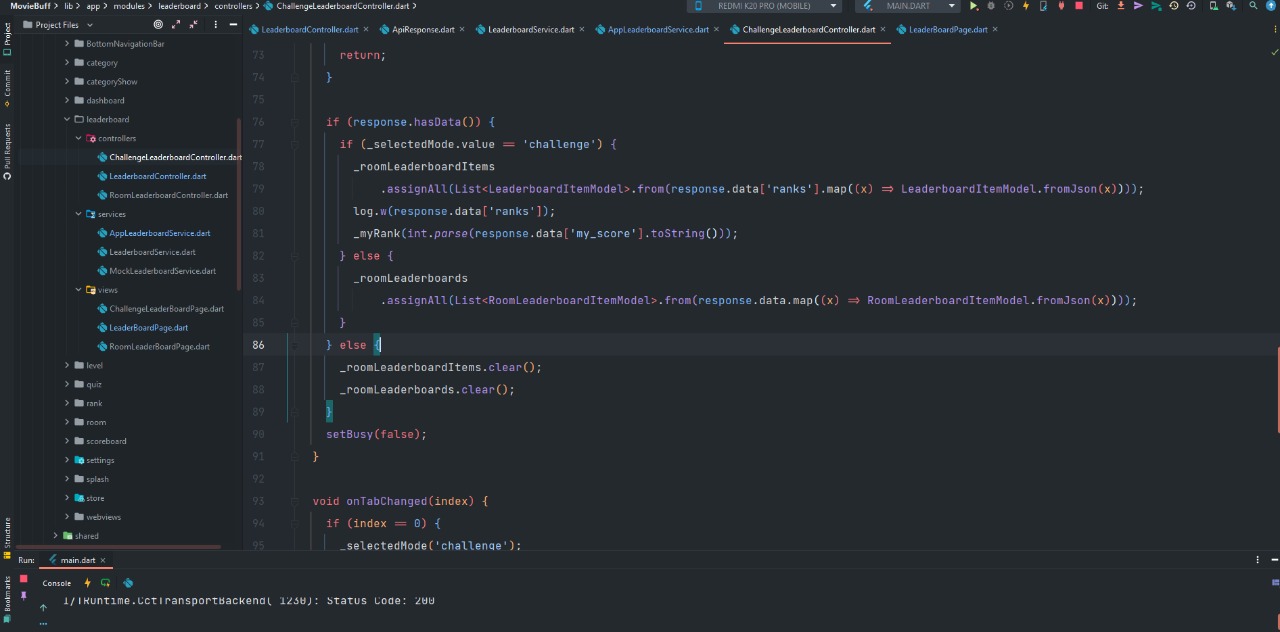 MovieBuff > lib > app > modules > leaderboard > controllers > ChallengeLeaderboardController.dart >
REDMI K20 PRO (MOBILE)
MAIN.DART
Git:
Project
Commit
Pull Requests
Structure
Bookmarks
Project Files
LeaderboardController.dart
ApiResponse.dart
LeaderboardService.dart
AppLeaderboardService.dart
ChallengeLeaderboardController.dart
LeaderBoardPage.dart
BottomNavigationBar
category
categoryShow
dashboard
leaderboard
controllers
ChallengeLeaderboardController.dart
LeaderboardController.dart
RoomLeaderboardController.dart
services
AppLeaderboardService.dart
LeaderboardService.dart
MockLeaderboardService.dart
views
ChallengeLeaderBoardPage.dart
LeaderBoardPage.dart
RoomLeaderBoardPage.dart
level
quiz
rank
room
scoreboard
settings
splash
store
webviews
shared
73 return;
74 }
75
76 if (response.hasData()) {
77 if (_selectedMode.value == 'challenge') {
78 _roomLeaderboardItems
79 .assignAll(List<LeaderboardItemModel>.from(response.data['ranks'].map((x) => LeaderboardItemModel.fromJson(x))));
80 log.w(response.data['ranks']);
81 _myRank(int.parse(response.data['my_score'].toString()));
82 } else {
83 _roomLeaderboards
84 .assignAll(List<RoomLeaderboardItemModel>.from(response.data.map((x) => RoomLeaderboardItemModel.fromJson(x))));
85 }
86 } else {
87 _roomLeaderboardItems.clear();
88 _roomLeaderboards.clear();
89 }
90 setBusy(false);
91 }
92
93 void onTabChanged(index) {
94 if (index == 0) {
95 _selectedMode('challenge');
Run: main.dart
Console
I/TRuntime.CctTransportBackend( 1230): Status Code: 200